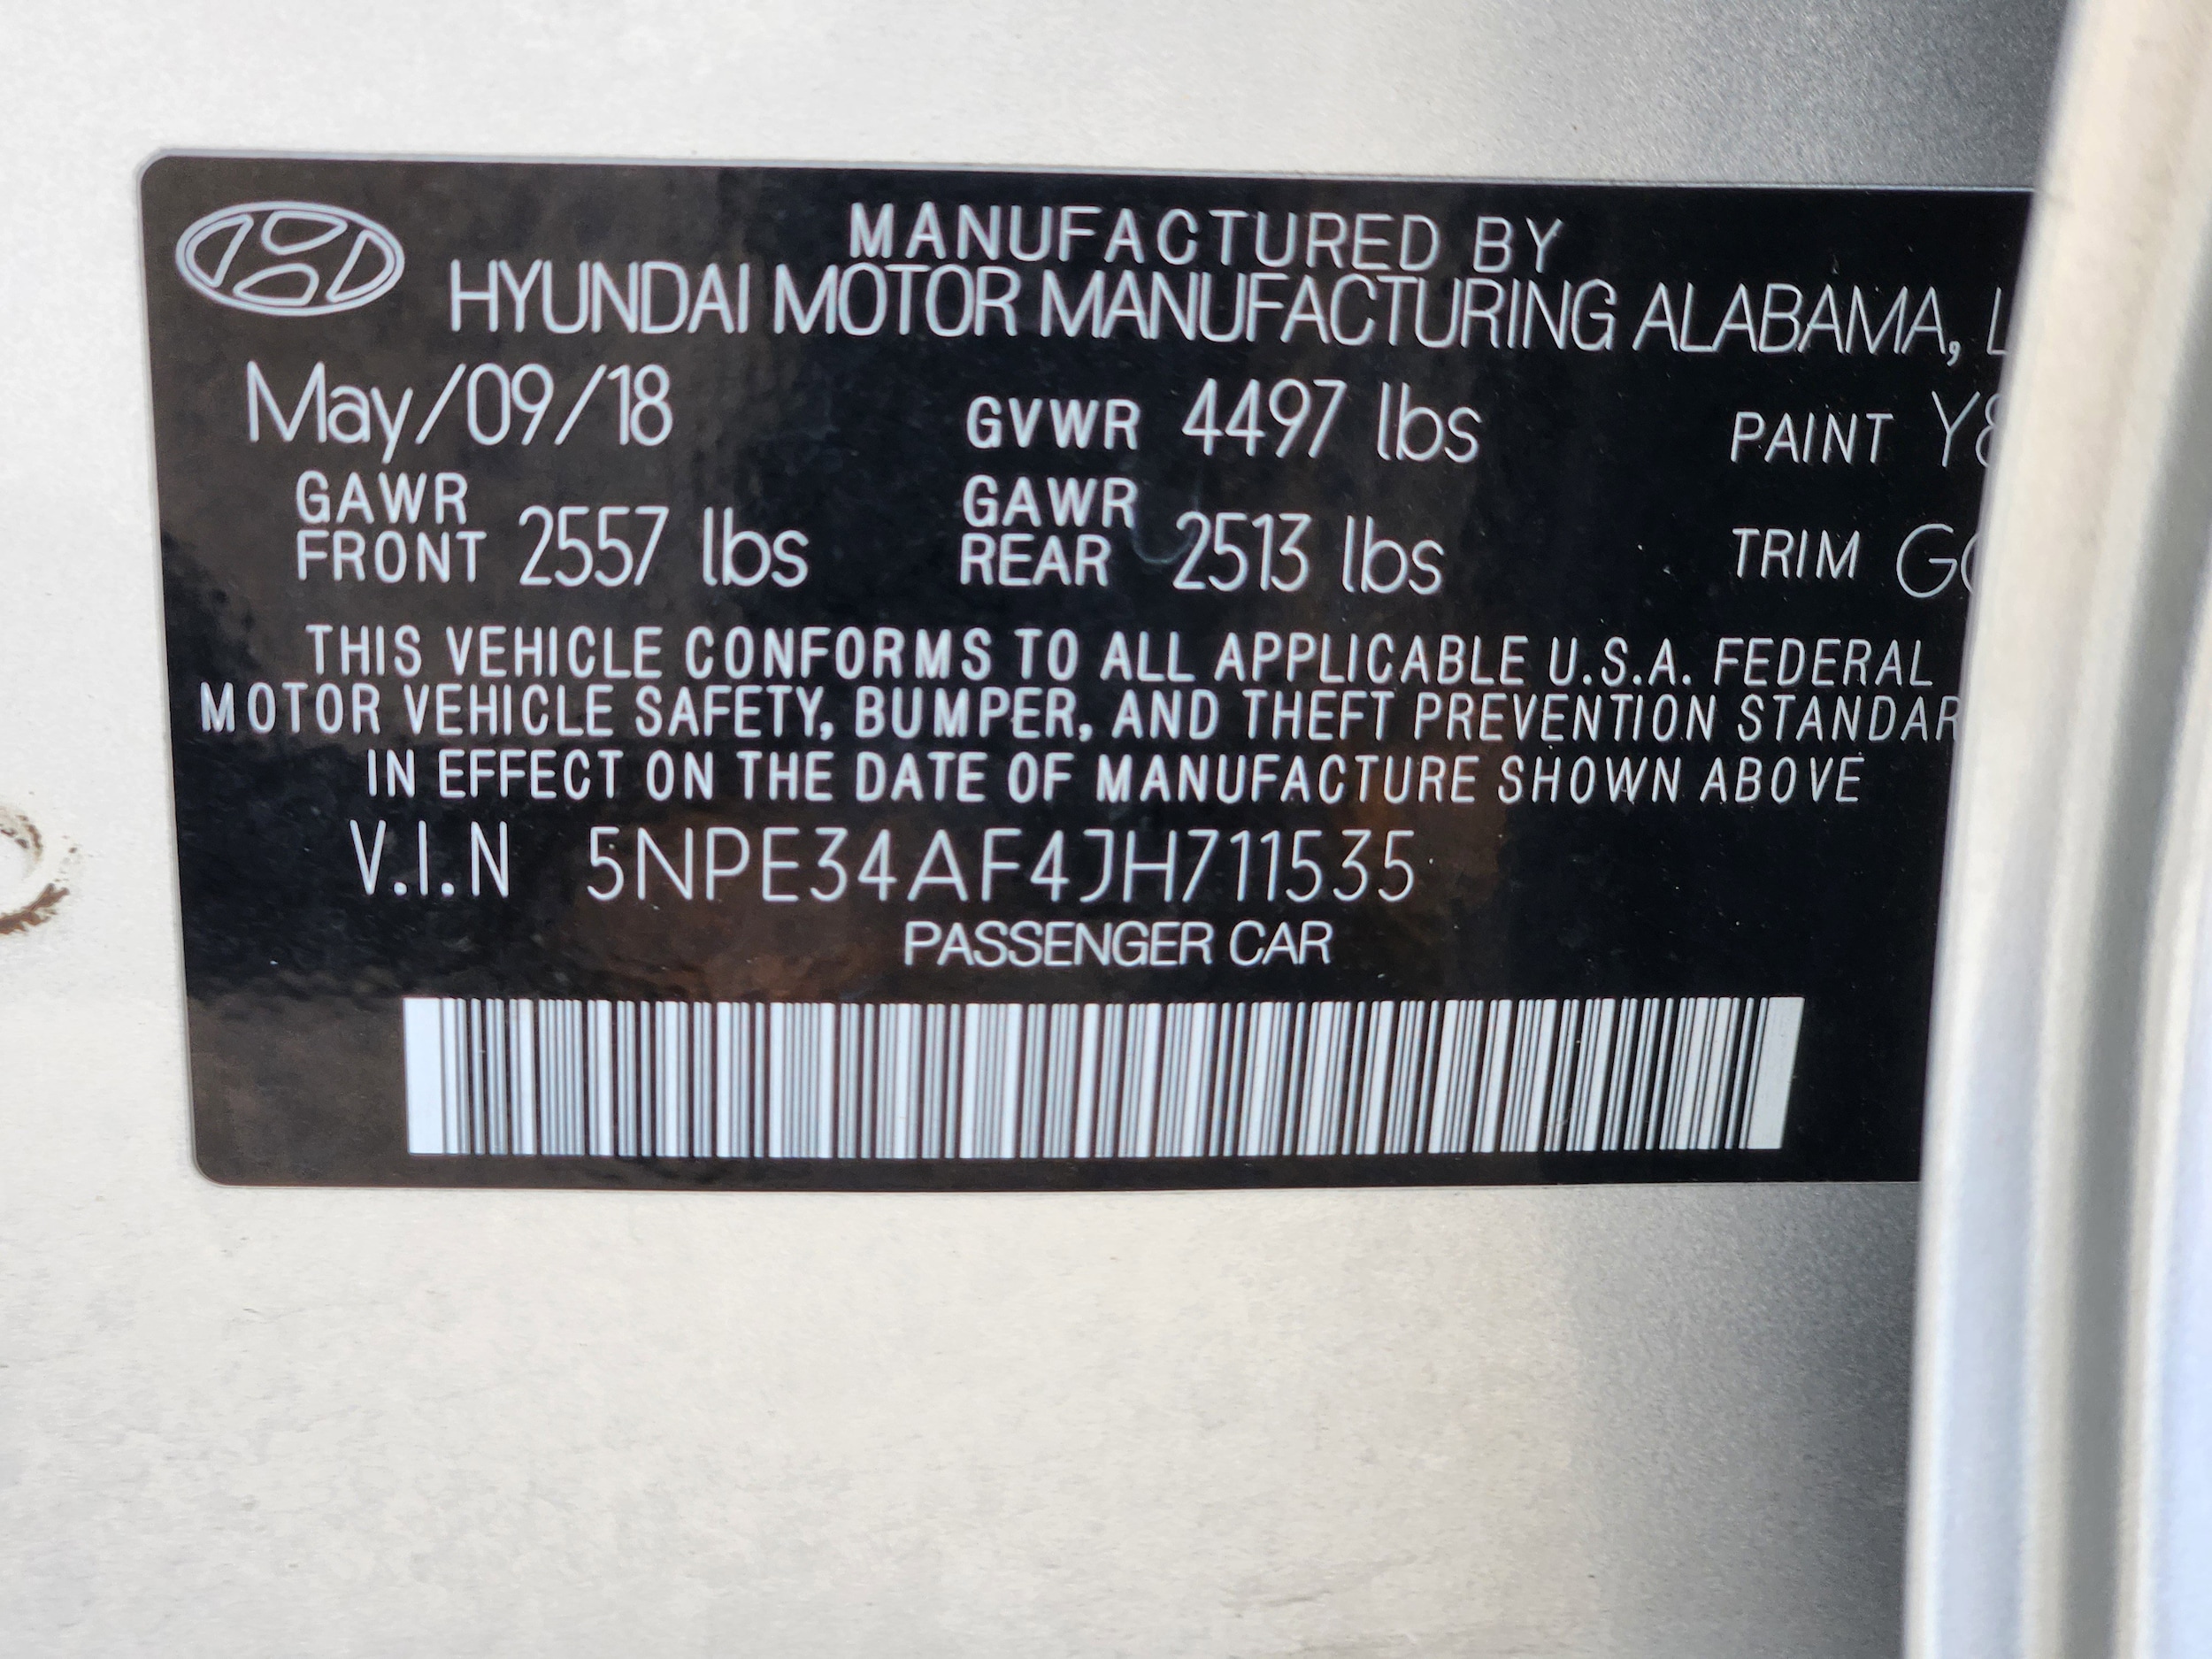 MANUFACTURED BY
HYUNDAI MOTOR MANUFACTURING ALABAMA,
May/09/18 GVWR 4497 lbs PAINT
GAWR FRONT 2557 lbs GAWR REAR 2513 lbs TRIM
THIS VEHICLE CONFORMS TO ALL APPLICABLE U.S.A. FEDERAL
MOTOR VEHICLE SAFETY, BUMPER, AND THEFT PREVENTION STANDAR
IN EFFECT ON THE DATE OF MANUFACTURE SHOWN ABOVE
V.I.N 5NPE34AF4JH711535
PASSENGER CAR